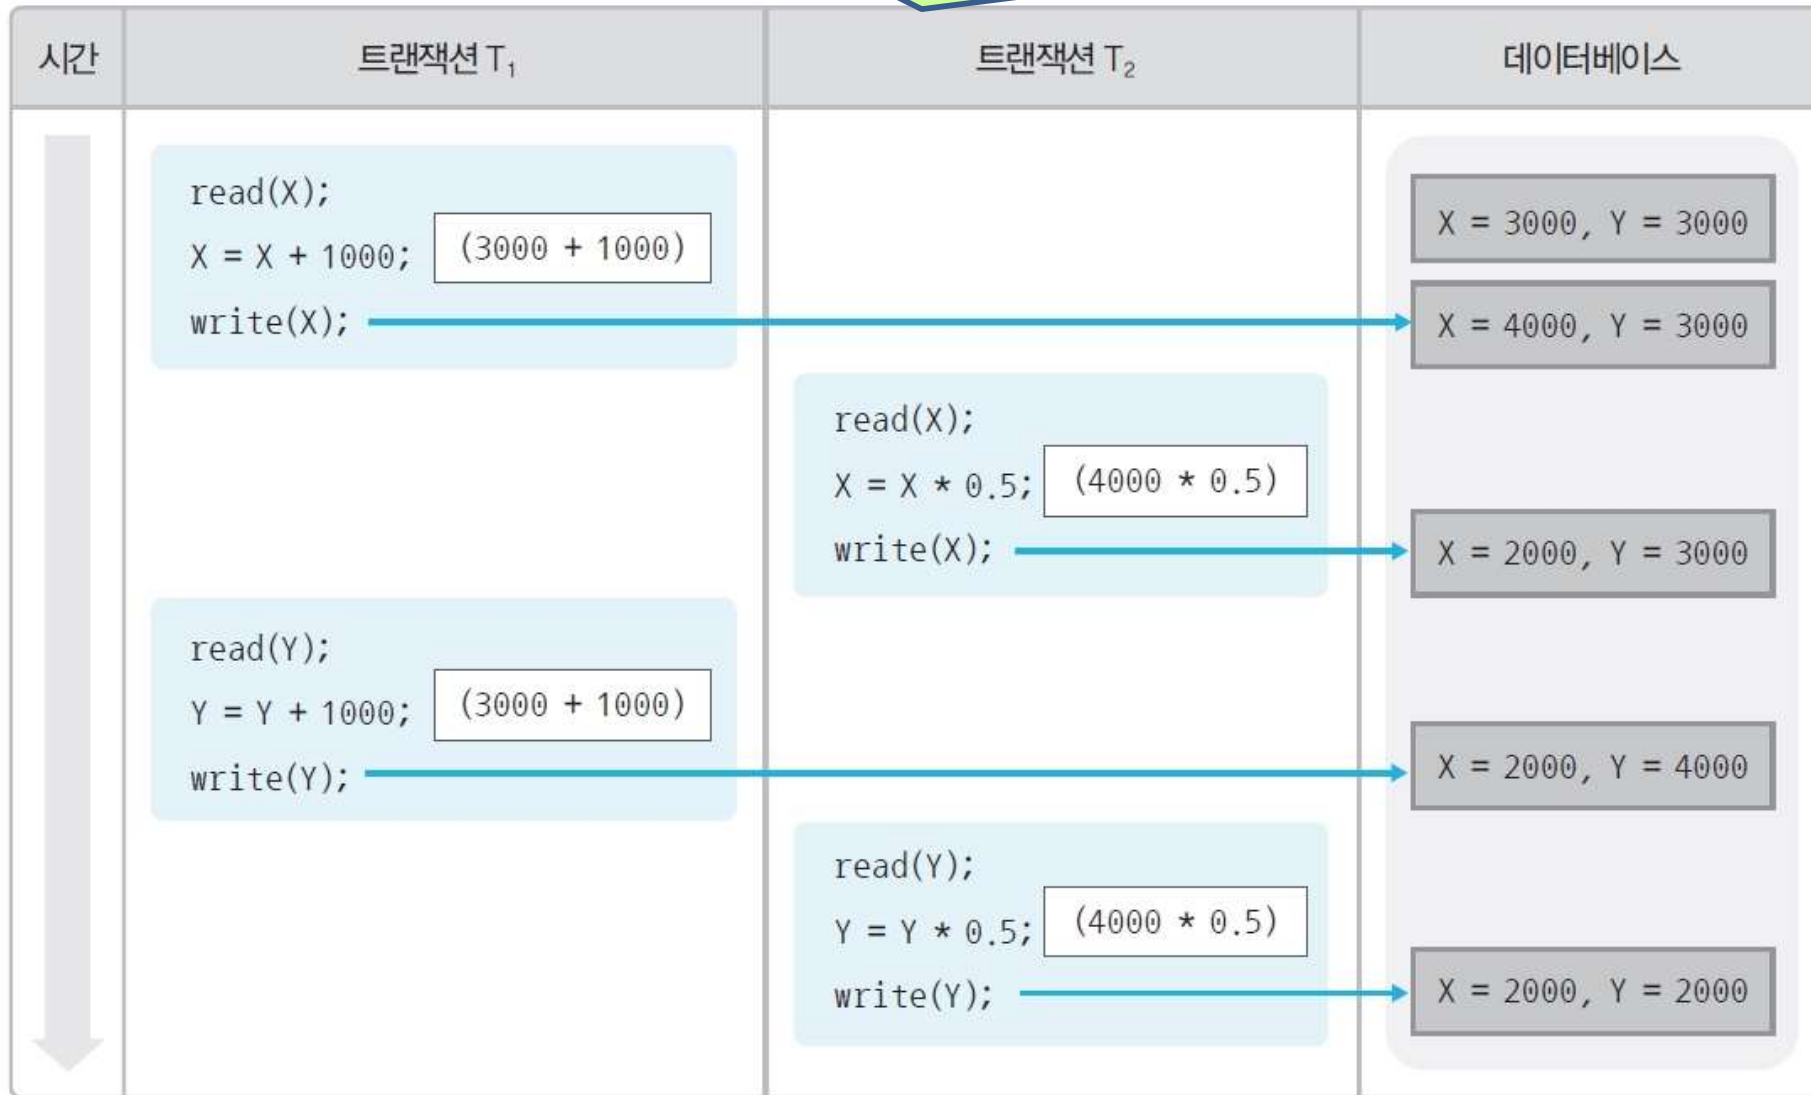 시간
트랜잭션 T₁
트랜잭션 T₂
데이터베이스
X = 3000, Y = 3000
read(X);
X = X + 1000; (3000 + 1000)
write(X);
X = 4000, Y = 3000
read(X);
X = X * 0.5; (4000 * 0.5)
write(X);
X = 2000, Y = 3000
read(Y);
Y = Y + 1000; (3000 + 1000)
write(Y);
X = 2000, Y = 4000
read(Y);
Y = Y * 0.5; (4000 * 0.5)
write(Y);
X = 2000, Y = 2000